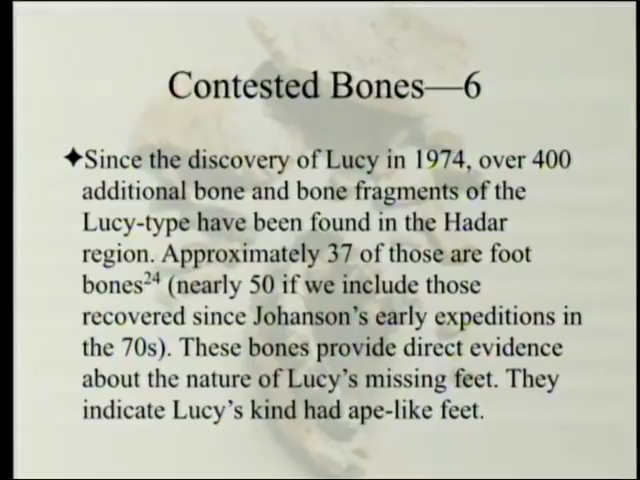 Contested Bones—6
✦Since the discovery of Lucy in 1974, over 400
additional bone and bone fragments of the
Lucy-type have been found in the Hadar
region. Approximately 37 of those are foot
bones²⁴ (nearly 50 if we include those
recovered since Johanson’s early expeditions in
the 70s). These bones provide direct evidence
about the nature of Lucy’s missing feet. They
indicate Lucy’s kind had ape-like feet.